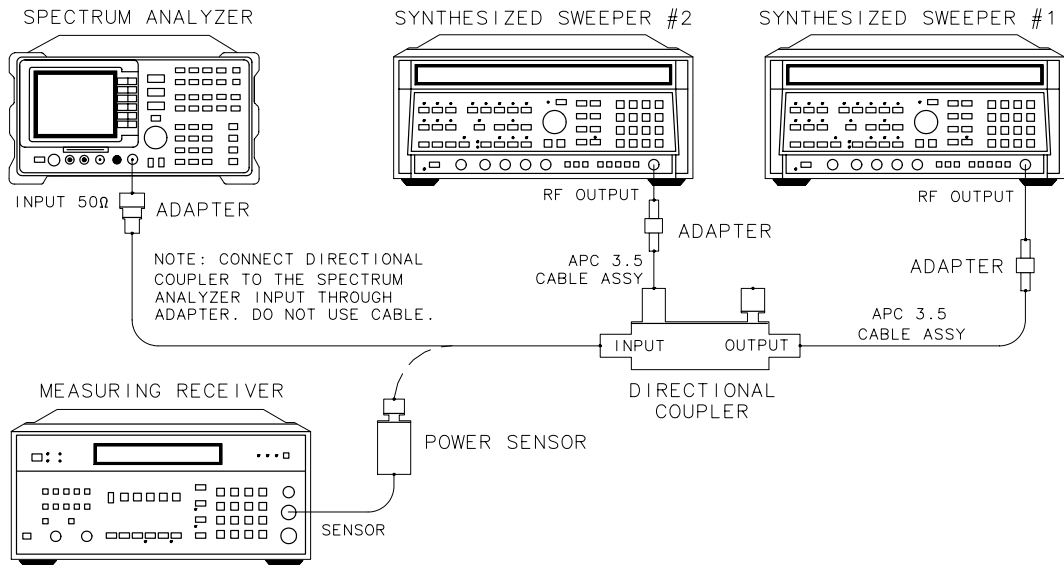 SPECTRUM ANALYZER
SYNTHESIZED SWEEPER #2
SYNTHESIZED SWEEPER #1
INPUT 50Ω
ADAPTER
RF OUTPUT
RF OUTPUT
ADAPTER
ADAPTER
NOTE: CONNECT DIRECTIONAL
COUPLER TO THE SPECTRUM
ANALYZER INPUT THROUGH
ADAPTER. DO NOT USE CABLE.
APC 3.5
CABLE ASSY
APC 3.5
CABLE ASSY
INPUT
OUTPUT
DIRECTIONAL
COUPLER
MEASURING RECEIVER
POWER SENSOR
SENSOR